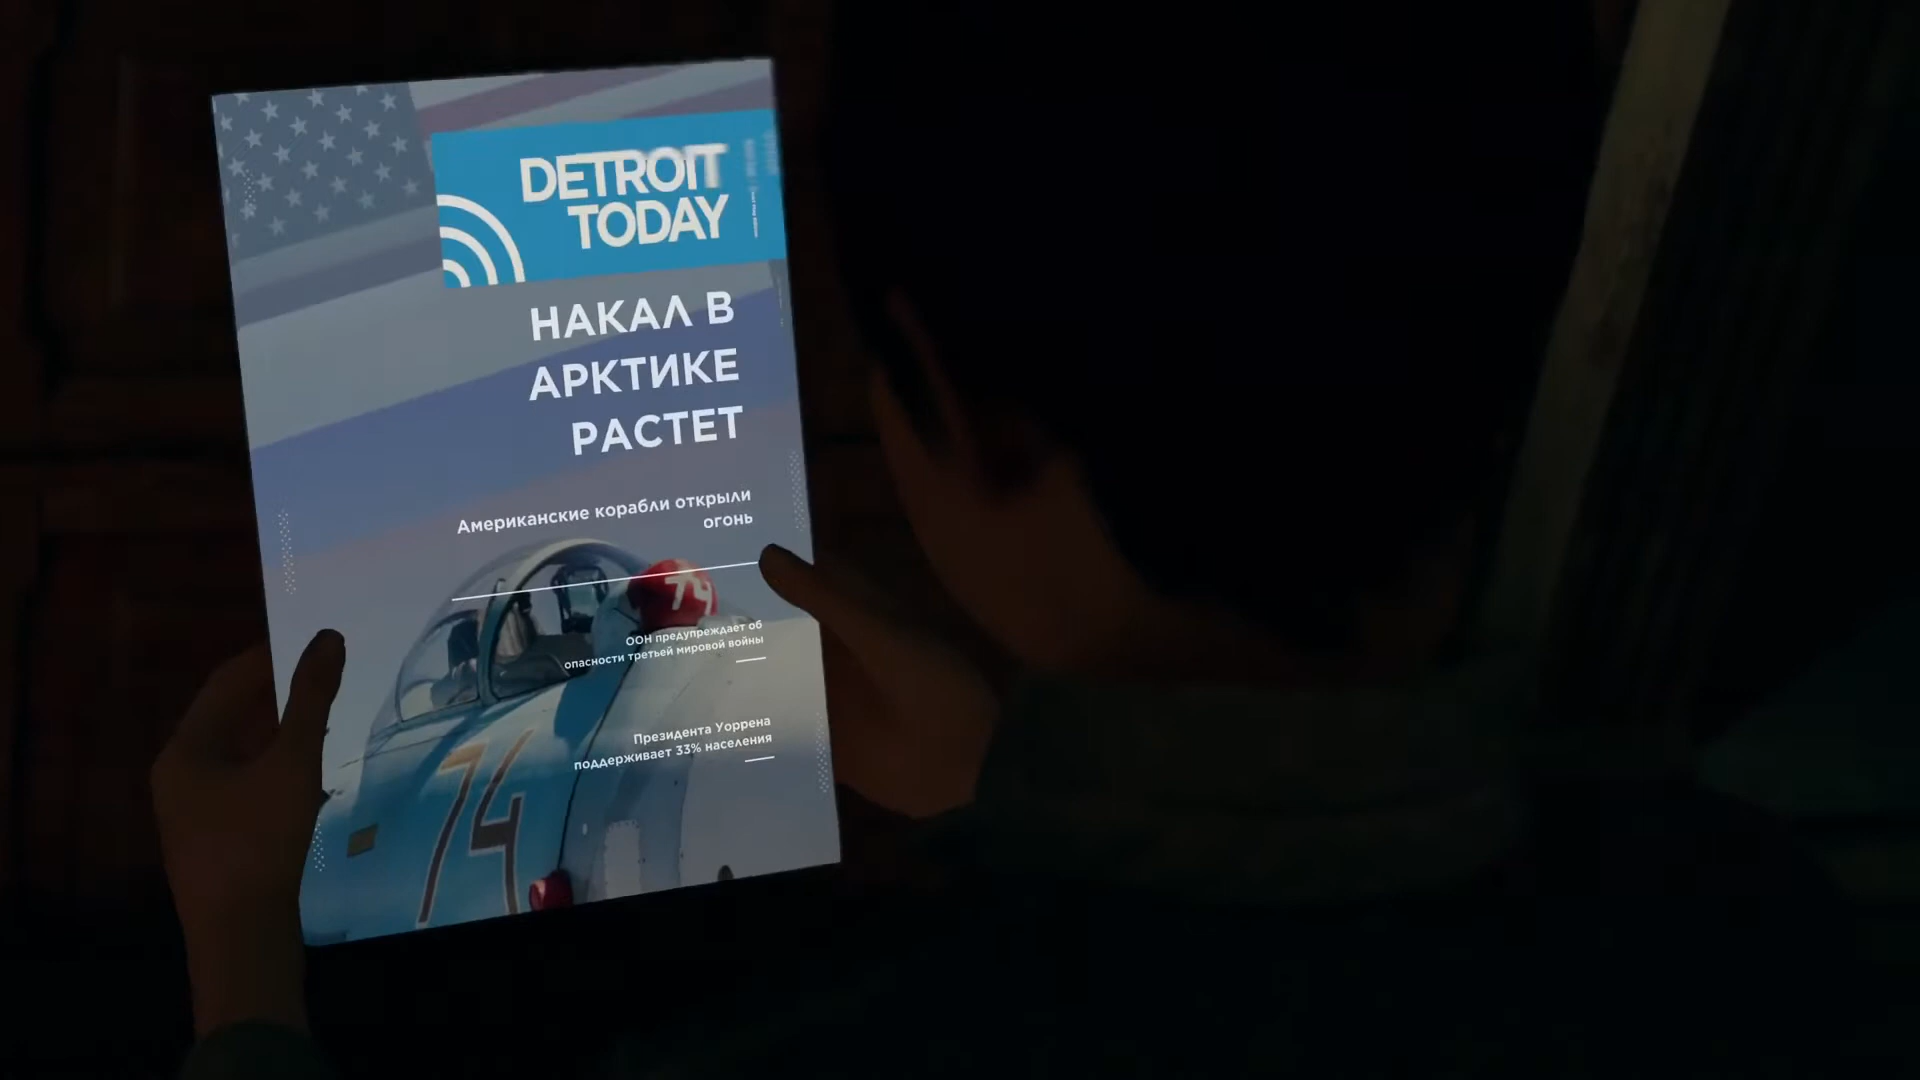 DETROIT
TODAY
НАКАЛ В
АРКТИКЕ
РАСТЕТ
Американские корабли открыли
огонь
74
ООН предупреждает об
опасности третьей мировой войны
Президента Уоррена
поддерживает 33% населения
74